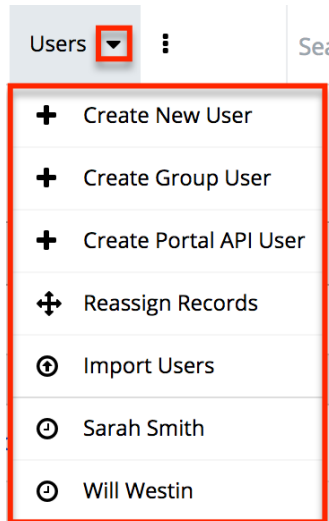 Users
Sea
Create New User
Create Group User
Create Portal API User
Reassign Records
Import Users
Sarah Smith
Will Westin